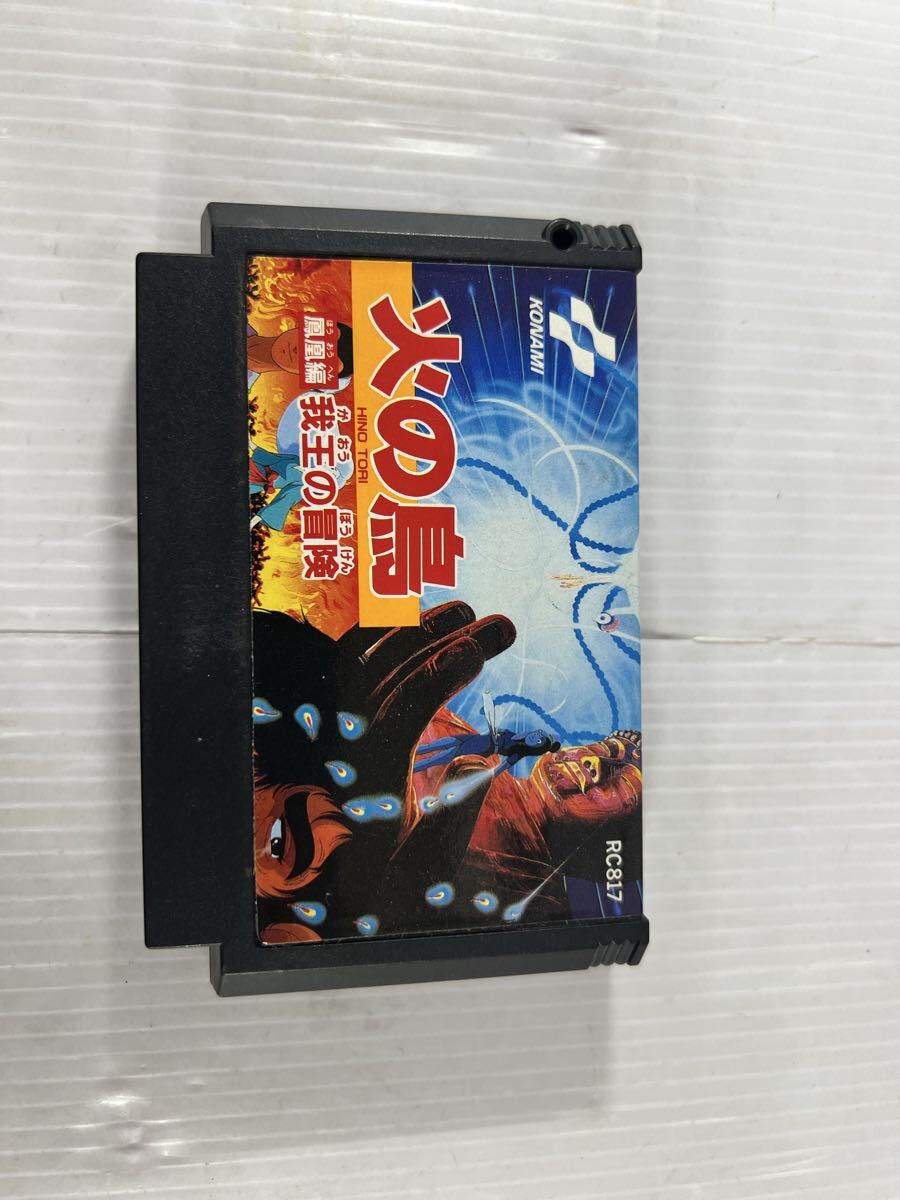 KONAMI
火の鳥
HINO TORI
ほうおうへん
鳳凰編
がおう ぼうけん
我王の冒険
RC817